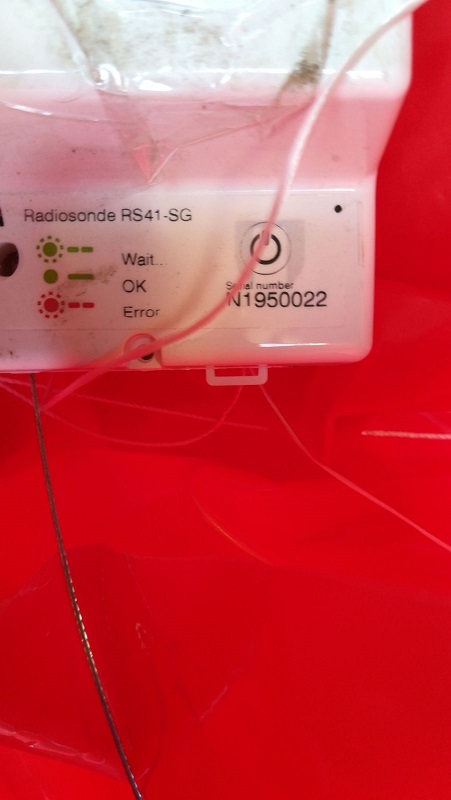 Radiosonde RS41-SG
Wait...
OK
Error
Serial number
N1950022